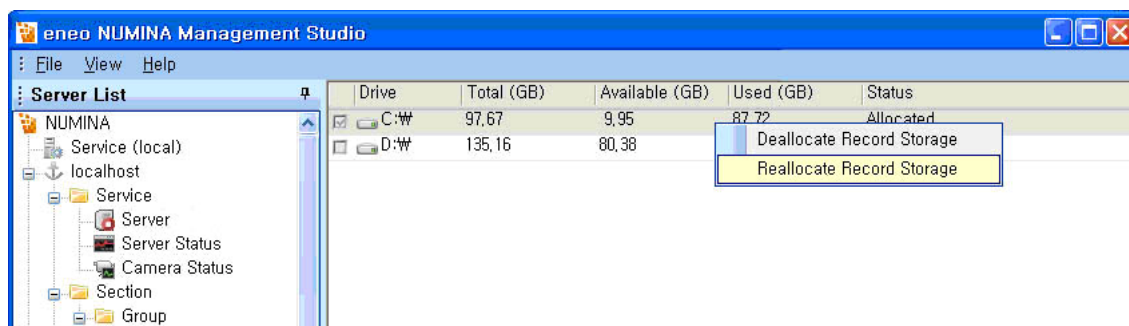 eneo NUMINA Management Studio
File View Help
Server List
Drive Total (GB) Available (GB) Used (GB) Status
NUMINA
C:₩ 97,67 9,95 87,72 Allocated
Service (local)
D:₩ 135,16 80,38
Deallocate Record Storage
localhost
Reallocate Record Storage
Service
Server
Server Status
Camera Status
Section
Group